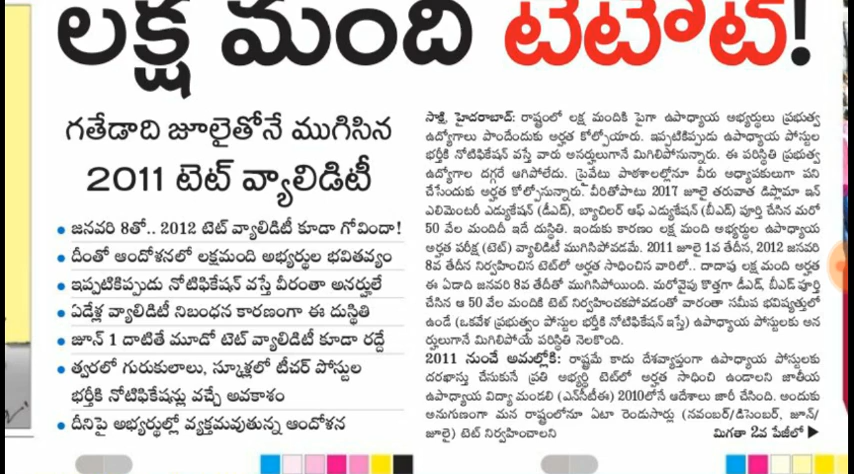 లక్ష మంది టెటౌట్!
గతేడాది జూలైతోనే ముగిసిన
2011 టెట్ వ్యాలిడిటీ
• జనవరి 8తో.. 2012 టెట్ వ్యాలిడిటీ కూడా గోవిందా!
• దీంతో ఆందోళనలో లక్షమంది అభ్యర్థుల భవితవ్యం
• ఇప్పటికిప్పుడు నోటిఫికేషన్ వస్తే వీరంతా అనర్హులే
• ఏడేళ్ల వ్యాలిడిటీ నిబంధన కారణంగా ఈ దుస్థితి
• జూన్ 1 దాటితే మూడో టెట్ వ్యాలిడిటీ కూడా రద్దే
• త్వరలో గురుకులాలు, స్కూళ్లలో టీచర్ పోస్టుల
భర్తీకి నోటిఫికేషన్లు వచ్చే అవకాశం
• దీనిపై అభ్యర్థుల్లో వ్యక్తమవుతున్న ఆందోళన
సాక్షి, హైదరాబాద్: రాష్ట్రంలో లక్ష మందికి పైగా ఉపాధ్యాయ అభ్యర్థులు ప్రభుత్వ
ఉద్యోగాలు పొందేందుకు అర్హత కోల్పోయారు. ఇప్పటికిప్పుడు ఉపాధ్యాయ పోస్టుల
భర్తీకి నోటిఫికేషన్ వస్తే వారు అనర్హులుగానే మిగిలిపోనున్నారు. ఈ పరిస్థితి ప్రభుత్వ
ఉద్యోగాల దగ్గరే ఆగిపోలేదు. ప్రైవేటు పాఠశాలల్లోనూ వీరు అధ్యాపకులుగా పని
చేసేందుకు అర్హత కోల్పోనున్నారు. వీరితోపాటు 2017 జూలై తరువాత డిప్లొమా ఇన్
ఎలిమెంటరీ ఎడ్యుకేషన్ (డీఎడ్), బ్యాచిలర్ ఆఫ్ ఎడ్యుకేషన్ (బీఎడ్) పూర్తి చేసిన మరో
50 వేల మందిదీ ఇదే దుస్థితి. ఇందుకు కారణం లక్ష మంది అభ్యర్థుల ఉపాధ్యాయ
అర్హత పరీక్ష (టెట్) వ్యాలిడిటీ ముగిసిపోవడమే. 2011 జూలై 1వ తేదీన, 2012 జనవరి
8వ తేదీన నిర్వహించిన టెట్‌లో అర్హత సాధించిన వారిలో.. దాదాపు లక్ష మంది అర్హత
ఈ ఏడాది జనవరి 8వ తేదీతో ముగిసిపోయింది. మరోవైపు కొత్తగా డీఎడ్, బీఎడ్ పూర్తి
చేసిన ఆ 50 వేల మందికి టెట్ నిర్వహించకపోవడంతో వారంతా సమీప భవిష్యత్తులో
ఉండే (ఒకవేళ ప్రభుత్వం పోస్టుల భర్తీకి నోటిఫికేషన్ ఇస్తే) ఉపాధ్యాయ పోస్టులకు అన
ర్హులుగానే మిగిలిపోయే పరిస్థితి నెలకొంది.
2011 నుంచే అమల్లోకి: రాష్ట్రమే కాదు దేశవ్యాప్తంగా ఉపాధ్యాయ పోస్టులకు
దరఖాస్తు చేసుకునే ప్రతి అభ్యర్థి టెట్‌లో అర్హత సాధించి ఉండాలని జాతీయ
ఉపాధ్యాయ విద్యా మండలి (ఎన్‌సీటీఈ) 2010లోనే ఆదేశాలు జారీ చేసింది. అందుకు
అనుగుణంగా మన రాష్ట్రంలోనూ ఏటా రెండుసార్లు (నవంబర్/డిసెంబర్, జూన్/
జూలై) టెట్ నిర్వహించాలని మిగతా 2వ పేజీలో ▶